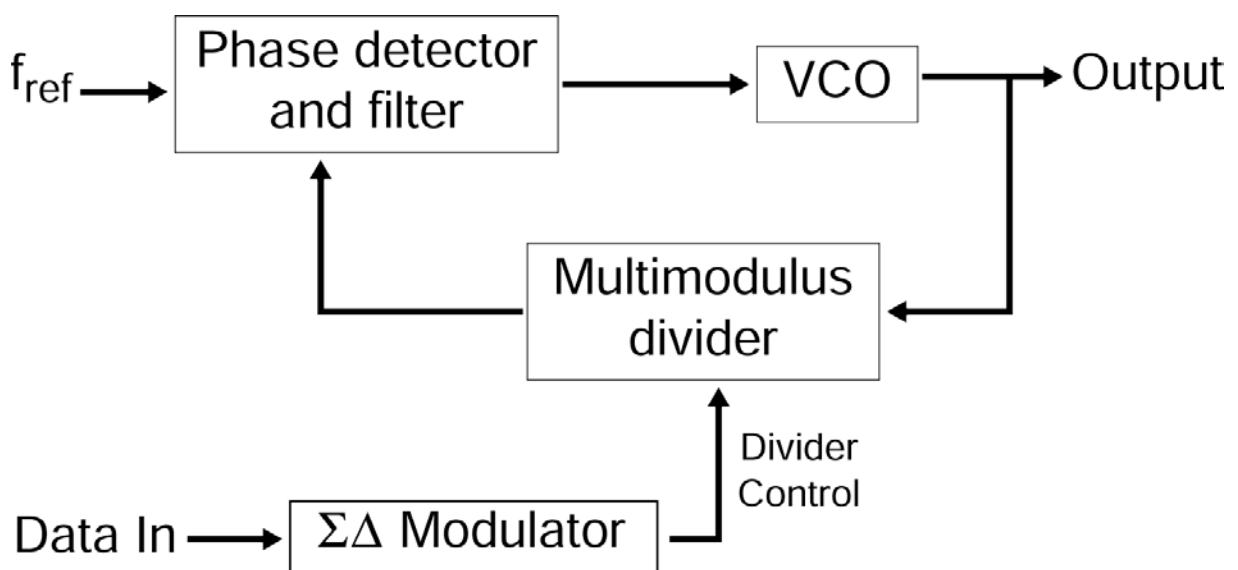 f_ref
Phase detector
and filter
VCO
Output
Multimodulus
divider
Divider
Control
Data In
ΣΔ Modulator